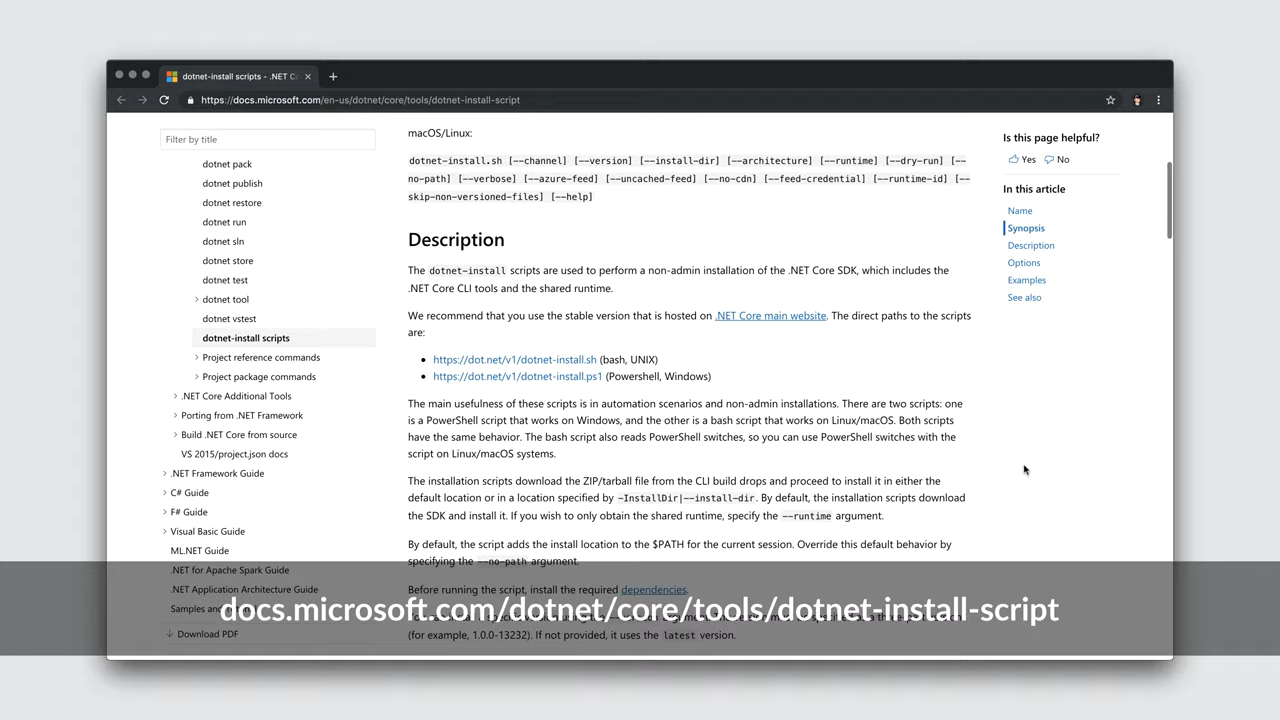 dotnet-install scripts - .NET C
https://docs.microsoft.com/en-us/dotnet/core/tools/dotnet-install-script
Filter by title
dotnet pack
dotnet publish
dotnet restore
dotnet run
dotnet sln
dotnet store
dotnet test
dotnet tool
dotnet vstest
dotnet-install scripts
Project reference commands
Project package commands
.NET Core Additional Tools
Porting from .NET Framework
Build .NET Core from source
VS 2015/project.json docs
.NET Framework Guide
C# Guide
F# Guide
Visual Basic Guide
ML.NET Guide
.NET for Apache Spark Guide
.NET Application Architecture Guide
Samples and
Download PDF
macOS/Linux:
dotnet-install.sh [--channel] [--version] [--install-dir] [--architecture] [--runtime] [--dry-run] [--
no-path] [--verbose] [--azure-feed] [--uncached-feed] [--no-cdn] [--feed-credential] [--runtime-id] [--
skip-non-versioned-files] [--help]
Description
The dotnet-install scripts are used to perform a non-admin installation of the .NET Core SDK, which includes the
.NET Core CLI tools and the shared runtime.
We recommend that you use the stable version that is hosted on .NET Core main website. The direct paths to the scripts
are:
• https://dot.net/v1/dotnet-install.sh (bash, UNIX)
• https://dot.net/v1/dotnet-install.ps1 (Powershell, Windows)
The main usefulness of these scripts is in automation scenarios and non-admin installations. There are two scripts: one
is a PowerShell script that works on Windows, and the other is a bash script that works on Linux/macOS. Both scripts
have the same behavior. The bash script also reads PowerShell switches, so you can use PowerShell switches with the
script on Linux/macOS systems.
The installation scripts download the ZIP/tarball file from the CLI build drops and proceed to install it in either the
default location or in a location specified by -InstallDir|--install-dir. By default, the installation scripts download
the SDK and install it. If you wish to only obtain the shared runtime, specify the --runtime argument.
By default, the script adds the install location to the $PATH for the current session. Override this default behavior by
specifying the --no-path argument.
Before running the script, install the required dependencies.
(for example, 1.0.0-13232). If not provided, it uses the latest version.
Is this page helpful?
Yes No
In this article
Name
Synopsis
Description
Options
Examples
See also
docs.microsoft.com/dotnet/core/tools/dotnet-install-script